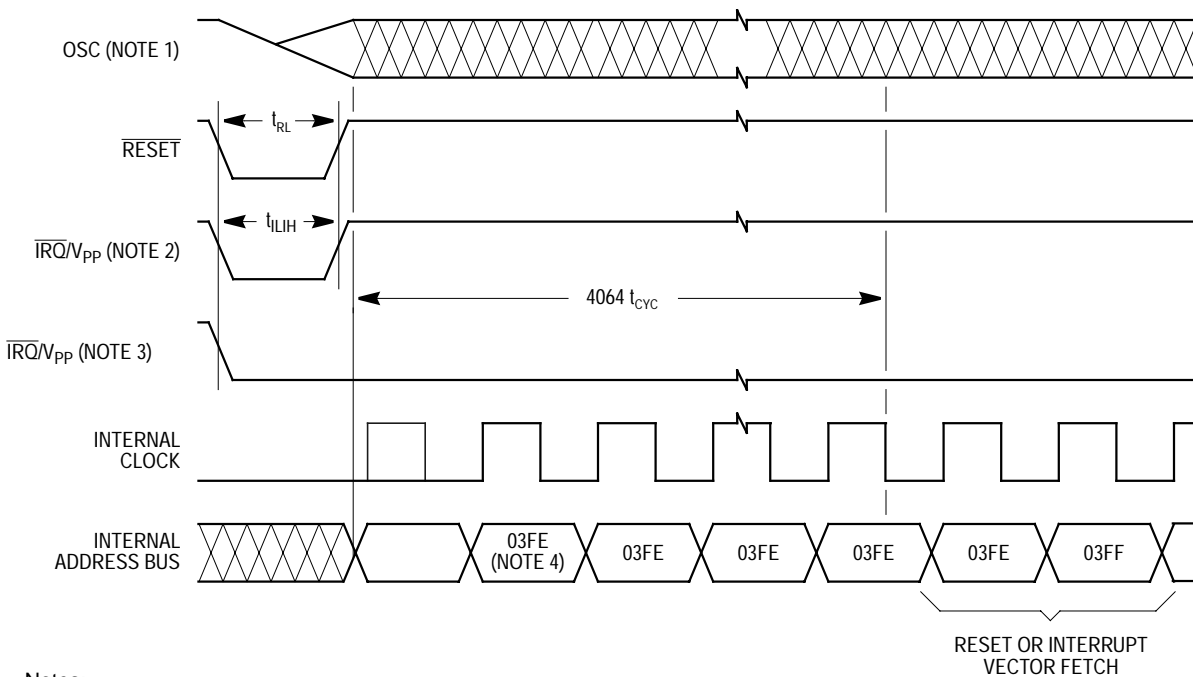 OSC (NOTE 1)
t_RL
RESET
t_ILIH
IRQ/V_PP (NOTE 2)
4064 t_CYC
IRQ/V_PP (NOTE 3)
INTERNAL
CLOCK
INTERNAL
ADDRESS BUS
03FE
(NOTE 4)
03FE
03FE
03FE
03FE
03FF
RESET OR INTERRUPT
VECTOR FETCH